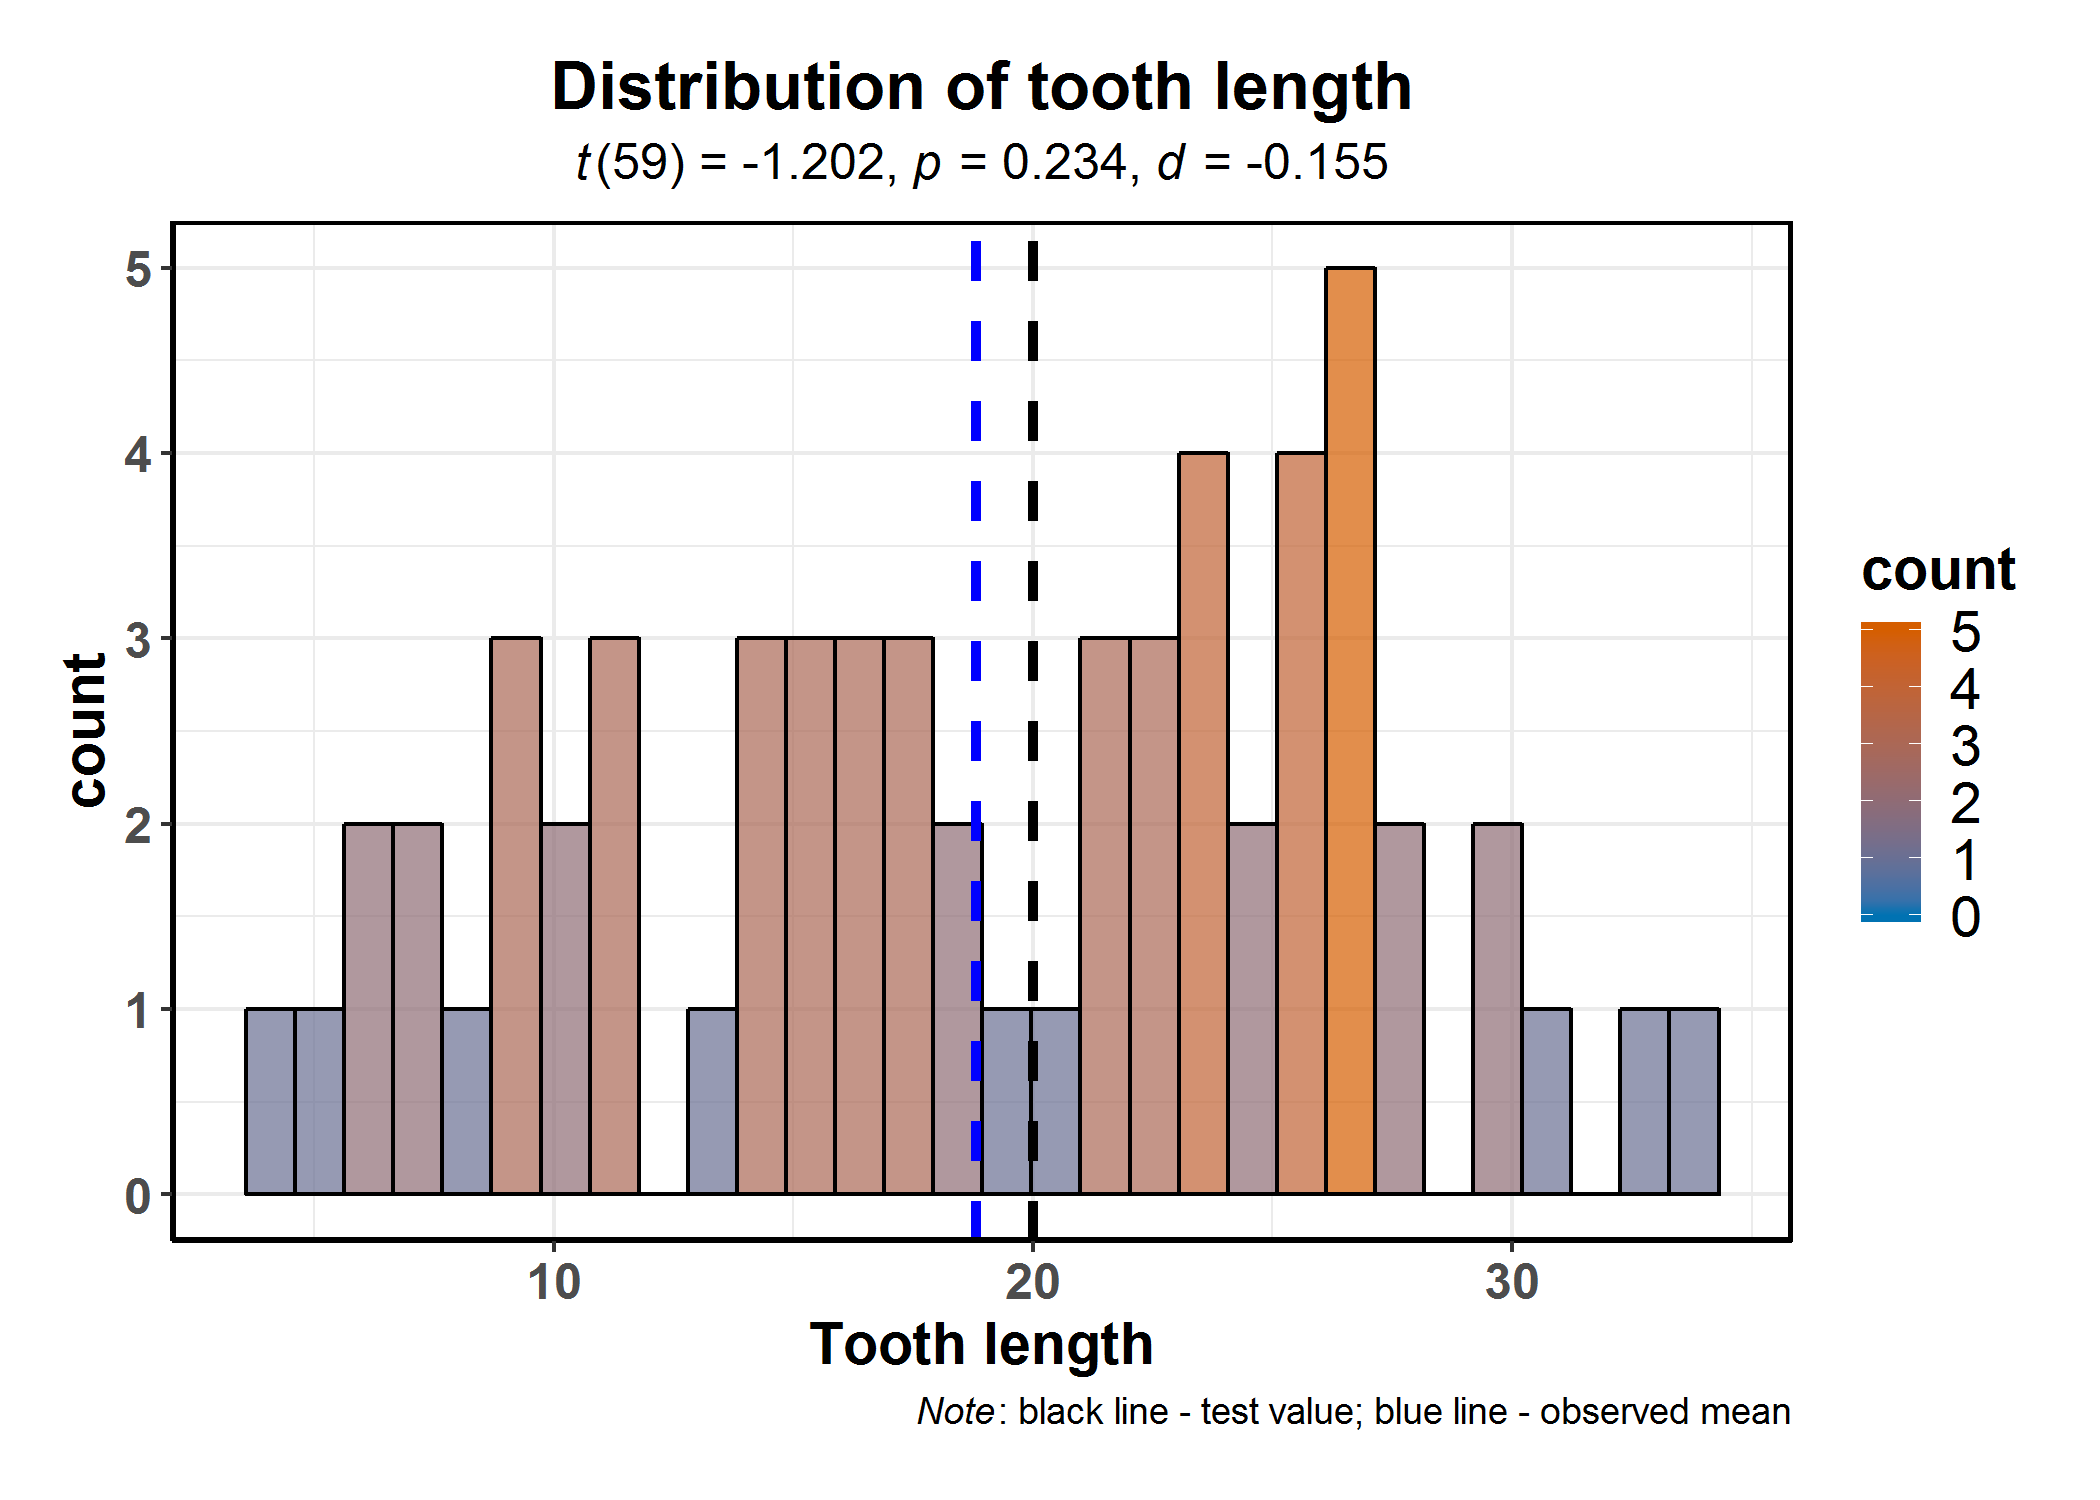 Distribution of tooth length
t(59) = -1.202, p = 0.234, d = -0.155
count
5
4
3
2
1
0
10 20 30
Tooth length
Note: black line - test value; blue line - observed mean
count
5
4
3
2
1
0